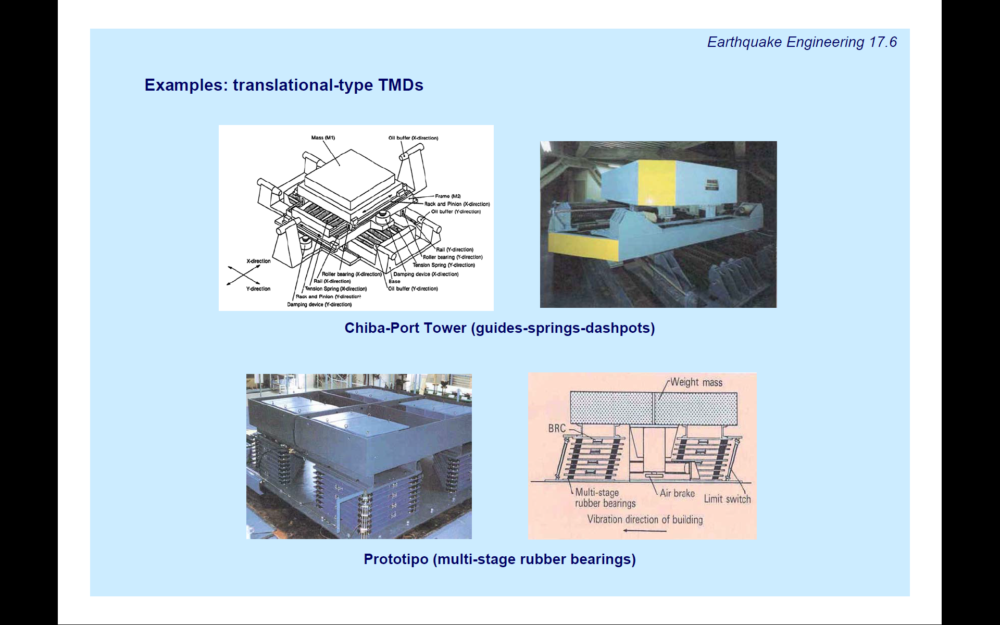 Earthquake Engineering 17.6
Examples: translational-type TMDs
Mass (M1)
Oil buffer (X-direction)
Frame (M2)
Rack and Pinion (X-direction)
Oil buffer (Y-direction)
Rail (Y-direction)
Roller bearing (Y-direction)
Tension Spring (Y-direction)
X-direction
Roller bearing (X-direction)
Damping device (X-direction)
Rail (X-direction)
Base
Y-direction
Tension Spring (X-direction)
Oil buffer (Y-direction)
Rack and Pinion (Y-direction)
Damping device (Y-direction)
Chiba-Port Tower (guides-springs-dashpots)
Weight mass
BRC
Multi-stage
rubber bearings
Air brake
Limit switch
Vibration direction of building
Prototipo (multi-stage rubber bearings)